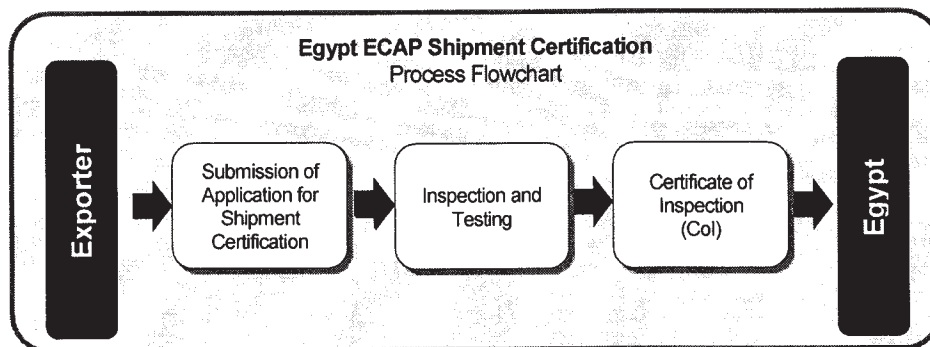 Egypt ECAP Shipment Certification
Process Flowchart
Exporter
Submission of
Application for
Shipment
Certification
Inspection and
Testing
Certificate of
Inspection
(CoI)
Egypt